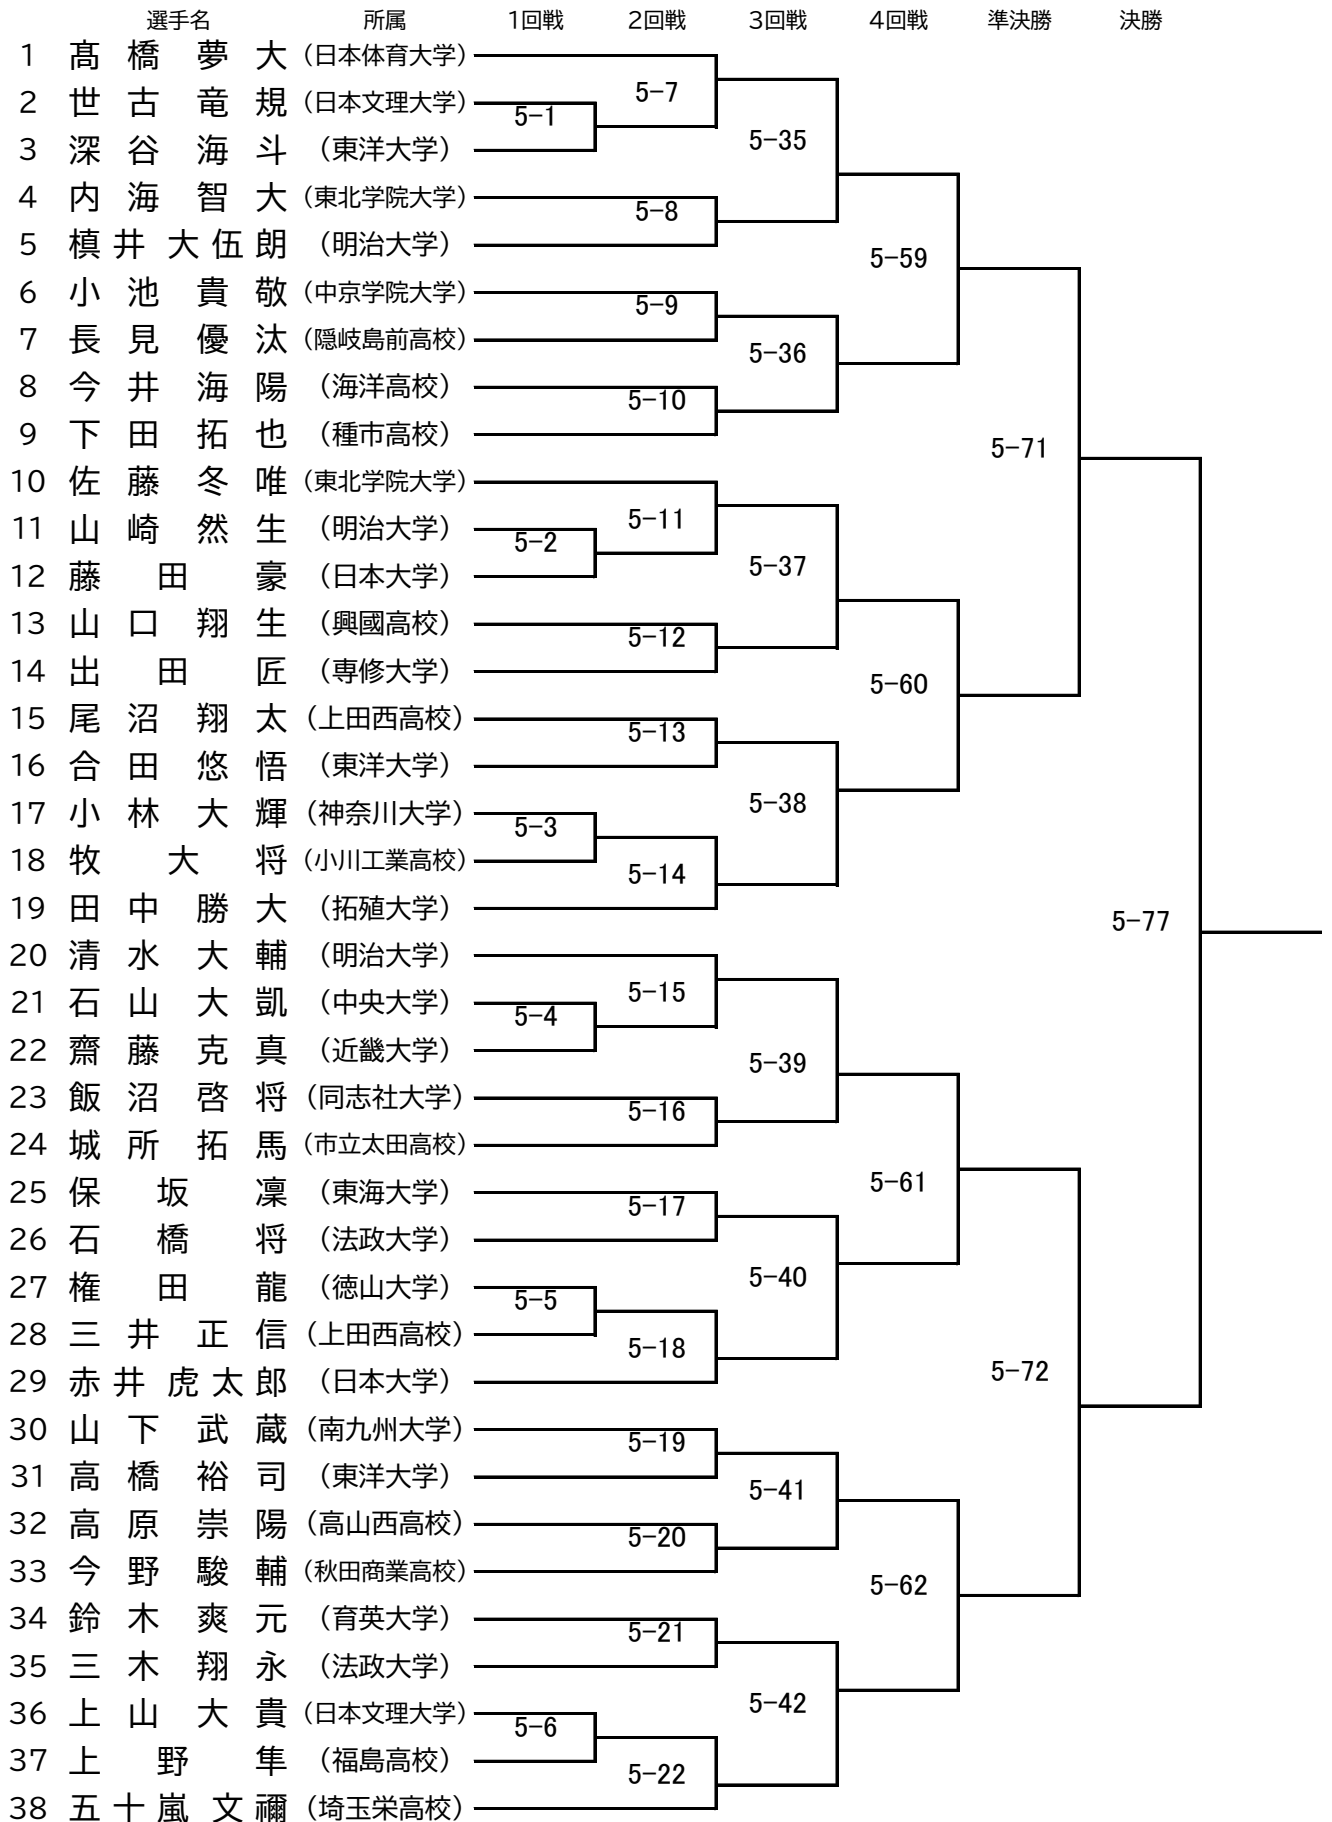 選手名 所属 1回戦 2回戦 3回戦 4回戦 準決勝 決勝
1 髙橋夢大 (日本体育大学)
5-7
2 世古竜規 (日本文理大学)
5-1
3 深谷海斗 (東洋大学)
5-35
4 内海智大 (東北学院大学)
5-8
5 槙井大伍朗 (明治大学)
5-59
6 小池貴敬 (中京学院大学)
5-9
7 長見優汰 (隠岐島前高校)
5-36
8 今井海陽 (海洋高校)
5-10
9 下田拓也 (種市高校)
5-71
10 佐藤冬唯 (東北学院大学)
5-11
11 山崎然生 (明治大学)
5-2
12 藤田豪 (日本大学)
5-37
13 山口翔生 (興國高校)
5-12
14 出田匠 (専修大学)
5-60
15 尾沼翔太 (上田西高校)
5-13
16 合田悠悟 (東洋大学)
5-38
17 小林大輝 (神奈川大学)
5-3
18 牧大将 (小川工業高校)
5-14
19 田中勝大 (拓殖大学)
5-77
20 清水大輔 (明治大学)
5-15
21 石山大凱 (中央大学)
5-4
22 齋藤克真 (近畿大学)
5-39
23 飯沼啓将 (同志社大学)
5-16
24 城所拓馬 (市立太田高校)
5-61
25 保坂凜 (東海大学)
5-17
26 石橋将 (法政大学)
5-40
27 権田龍 (徳山大学)
5-5
28 三井正信 (上田西高校)
5-18
29 赤井虎太郎 (日本大学)
5-72
30 山下武蔵 (南九州大学)
5-19
31 高橋裕司 (東洋大学)
5-41
32 高原崇陽 (高山西高校)
5-20
33 今野駿輔 (秋田商業高校)
5-62
34 鈴木爽元 (育英大学)
5-21
35 三木翔永 (法政大学)
5-42
36 上山大貴 (日本文理大学)
5-6
37 上野隼 (福島高校)
5-22
38 五十嵐文禰 (埼玉栄高校)